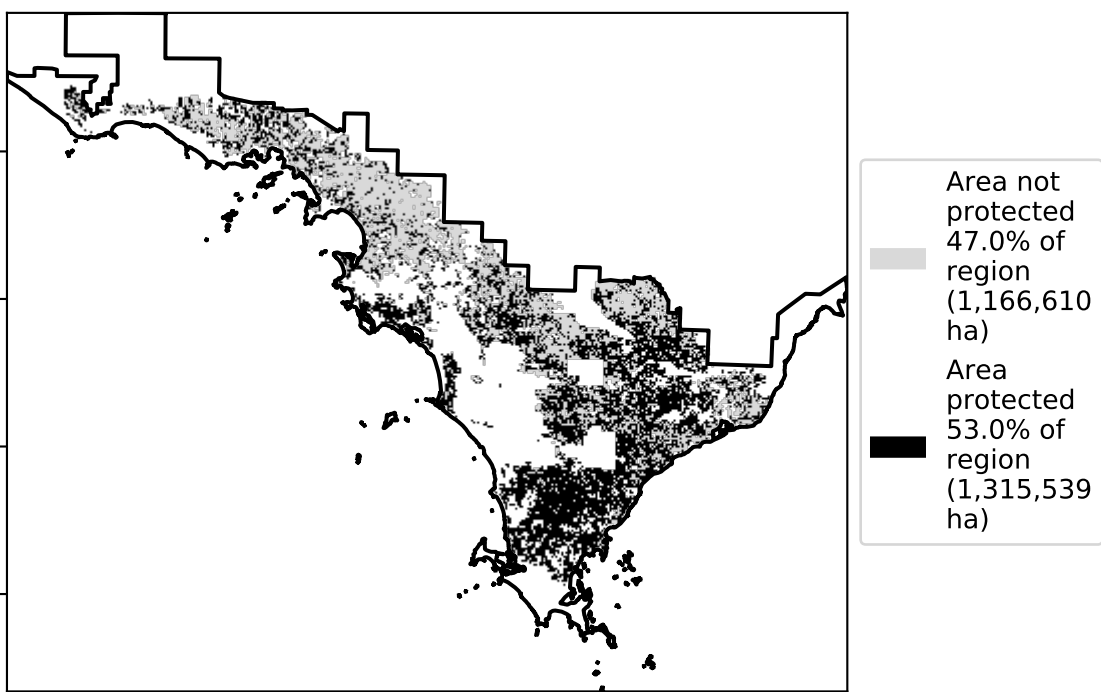 Area not
protected
47.0% of
region
(1,166,610
ha)
Area
protected
53.0% of
region
(1,315,539
ha)